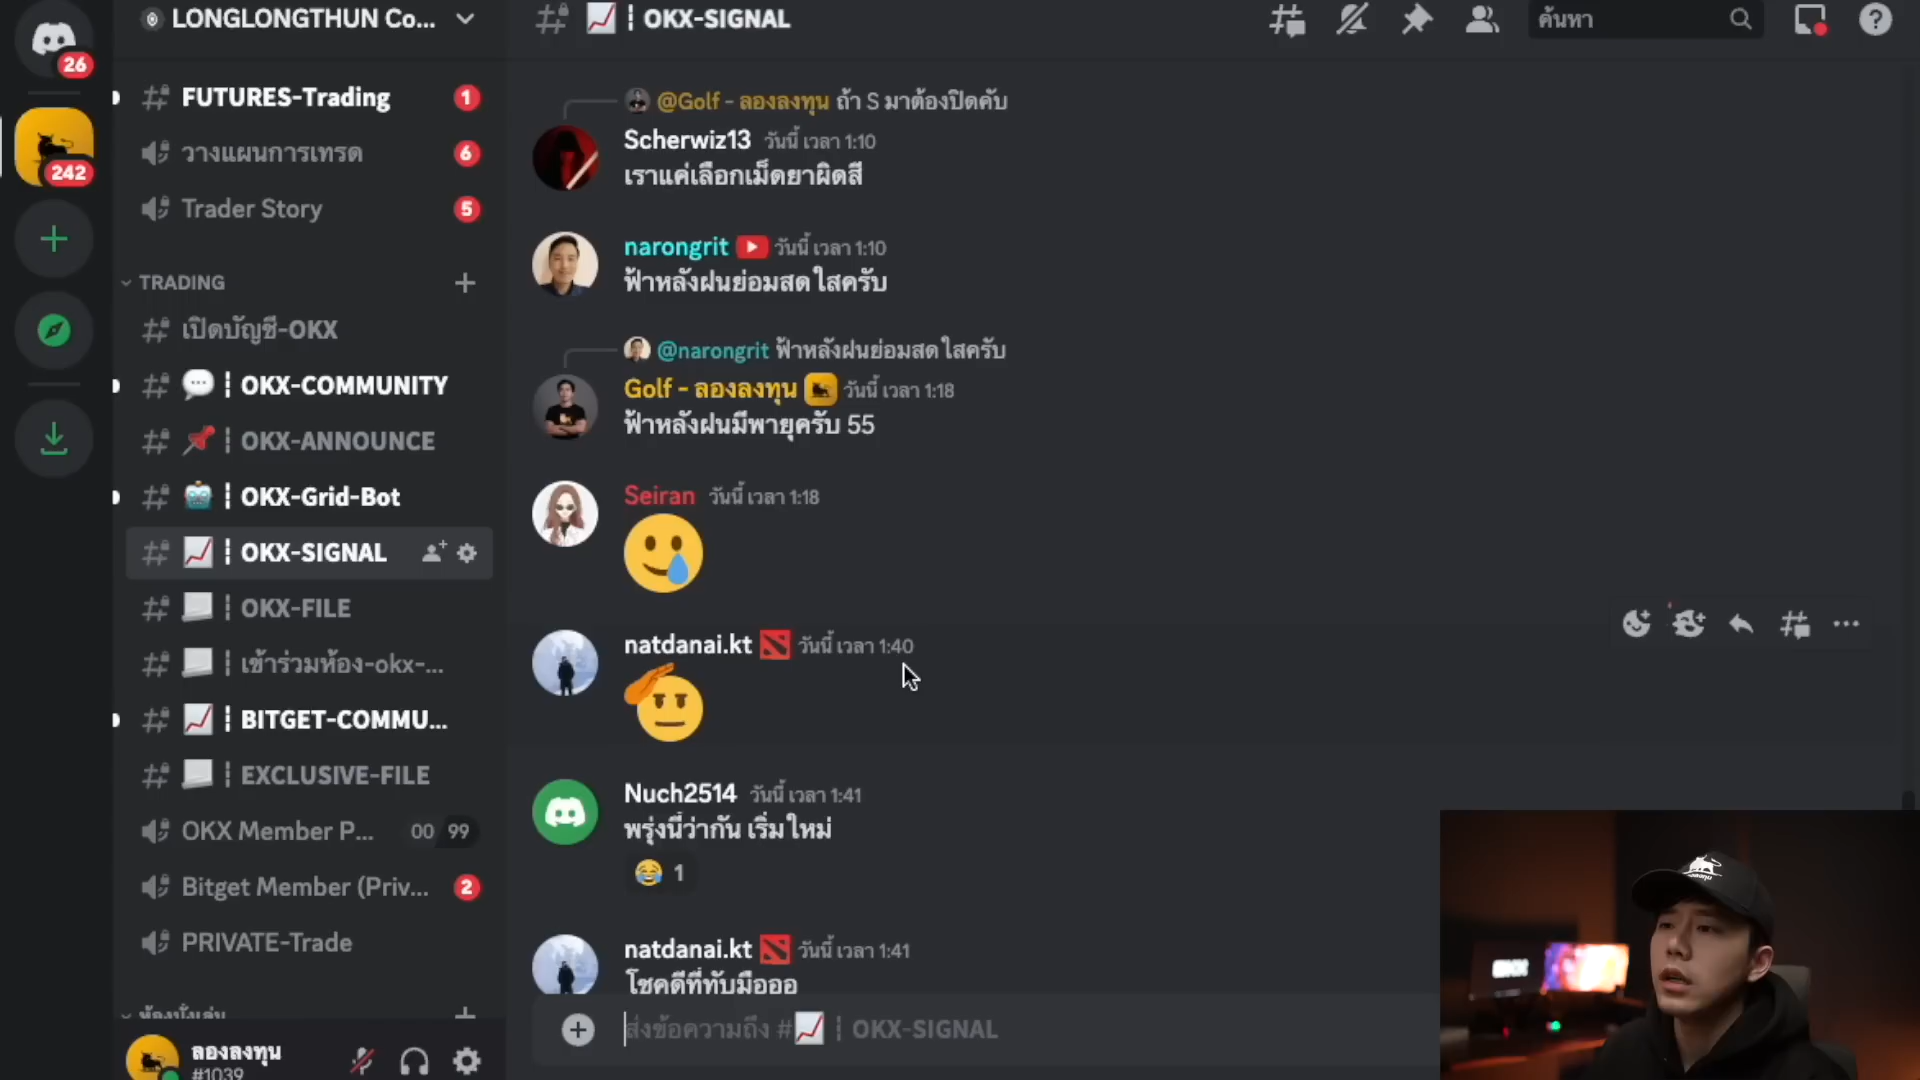 26
242
LONGLONGTHUN Co...
FUTURES-Trading 1
วางแผนการเทรด 6
Trader Story 5
TRADING
เปิดบัญชี-OKX
OKX-COMMUNITY
OKX-ANNOUNCE
OKX-Grid-Bot
OKX-SIGNAL
OKX-FILE
เข้าร่วมห้อง-okx-...
BITGET-COMMU...
EXCLUSIVE-FILE
OKX Member P... 00 99
Bitget Member (Priv... 2
PRIVATE-Trade
ห้องนั่งเล่น
ลองลงทุน
#1039
OKX-SIGNAL
ค้นหา
@Golf - ลองลงทุน ถ้า S มาต้องปิดคับ
Scherwiz13 วันนี้ เวลา 1:10
เราแค่เลือกเม็ดยาผิดสี
narongrit วันนี้ เวลา 1:10
ฟ้าหลังฝนย่อมสดใสครับ
@narongrit ฟ้าหลังฝนย่อมสดใสครับ
Golf - ลองลงทุน วันนี้ เวลา 1:18
ฟ้าหลังฝนมีพายุครับ 55
Seiran วันนี้ เวลา 1:18
natdanai.kt วันนี้ เวลา 1:40
Nuch2514 วันนี้ เวลา 1:41
พรุ่งนี้ว่ากัน เริ่มใหม่
1
natdanai.kt วันนี้ เวลา 1:41
โชคดีที่ทับมือออ
ส่งข้อความถึง # OKX-SIGNAL